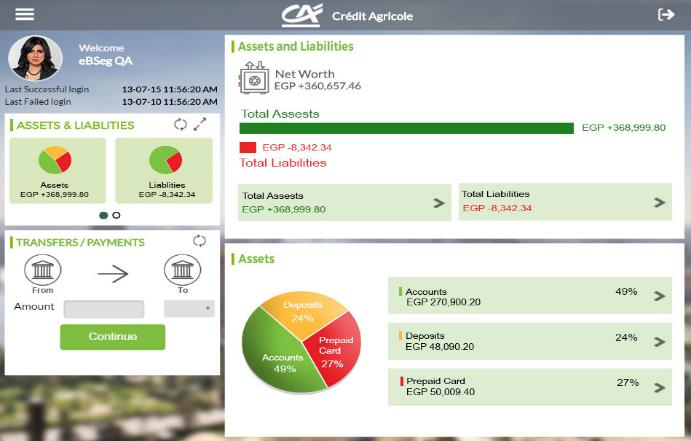 Crédit Agricole
Welcome
eBSeg QA
Last Successful login 13-07-15 11:56:20 AM
Last Failed login 13-07-10 11:56:20 AM
ASSETS & LIABLITIES
Assets
EGP +368,999.80
Liablities
EGP -8,342.34
TRANSFERS / PAYMENTS
From
To
Amount
Continue
Assets and Liabilities
Net Worth
EGP +360,657.46
Total Assests
EGP +368,999.80
EGP -8,342.34
Total Liabilities
Total Assests
EGP +368,999.80
Total Liabilities
EGP -8,342.34
Assets
Deposits
24%
Prepaid
Card
27%
Accounts
49%
Accounts 49%
EGP 270,900.20
Deposits 24%
EGP 48,090.20
Prepaid Card 27%
EGP 50,009.40